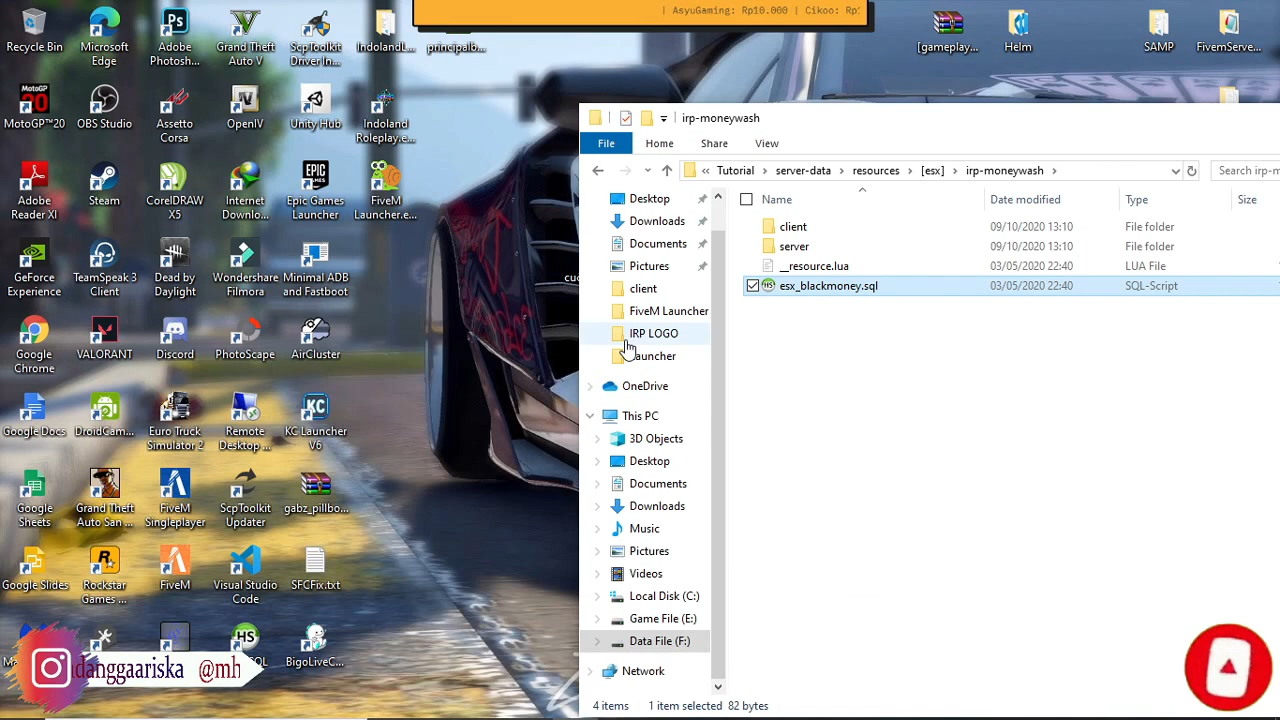 | AsyuGaming: Rp10.000 | Cikoo: Rp
Recycle Bin
Microsoft Edge
Adobe Photosh...
Grand Theft Auto V
ScpToolkit Driver In...
IndolandL...
principalb...
[gameplay...
Helm
SAMP
FivemServe...
MotoGP™20
OBS Studio
Assetto Corsa
OpenIV
Unity Hub
Indoland Roleplay.e...
Adobe Reader XI
Steam
CorelDRAW X5
Internet Downlo...
Epic Games Launcher
FiveM Launcher.e...
GeForce Experience
TeamSpeak 3 Client
Dead by Daylight
Wondershare Filmora
Minimal ADB and Fastboot
Google Chrome
VALORANT
Discord
PhotoScape
AirCluster
Google Docs
DroidCam...
Euro Truck Simulator 2
Remote Desktop ...
KC Launcher V6
Google Sheets
Grand Theft Auto San ...
FiveM Singleplayer
ScpToolkit Updater
gabz_pillbo...
Google Slides
Rockstar Games ...
FiveM
Visual Studio Code
SFCFix.txt
BigoLiveC...
danggaariska @mh
irp-moneywash
File
Home
Share
View
« Tutorial > server-data > resources > [esx] > irp-moneywash >
Search irp-m
Name
Date modified
Type
Size
client 09/10/2020 13:10 File folder
server 09/10/2020 13:10 File folder
__resource.lua 03/05/2020 22:40 LUA File
esx_blackmoney.sql 03/05/2020 22:40 SQL-Script
Desktop
Downloads
Documents
Pictures
client
FiveM Launcher
IRP LOGO
OneDrive
This PC
3D Objects
Desktop
Documents
Downloads
Music
Pictures
Videos
Local Disk (C:)
Game File (E:)
Data File (F:)
Network
4 items
1 item selected 82 bytes